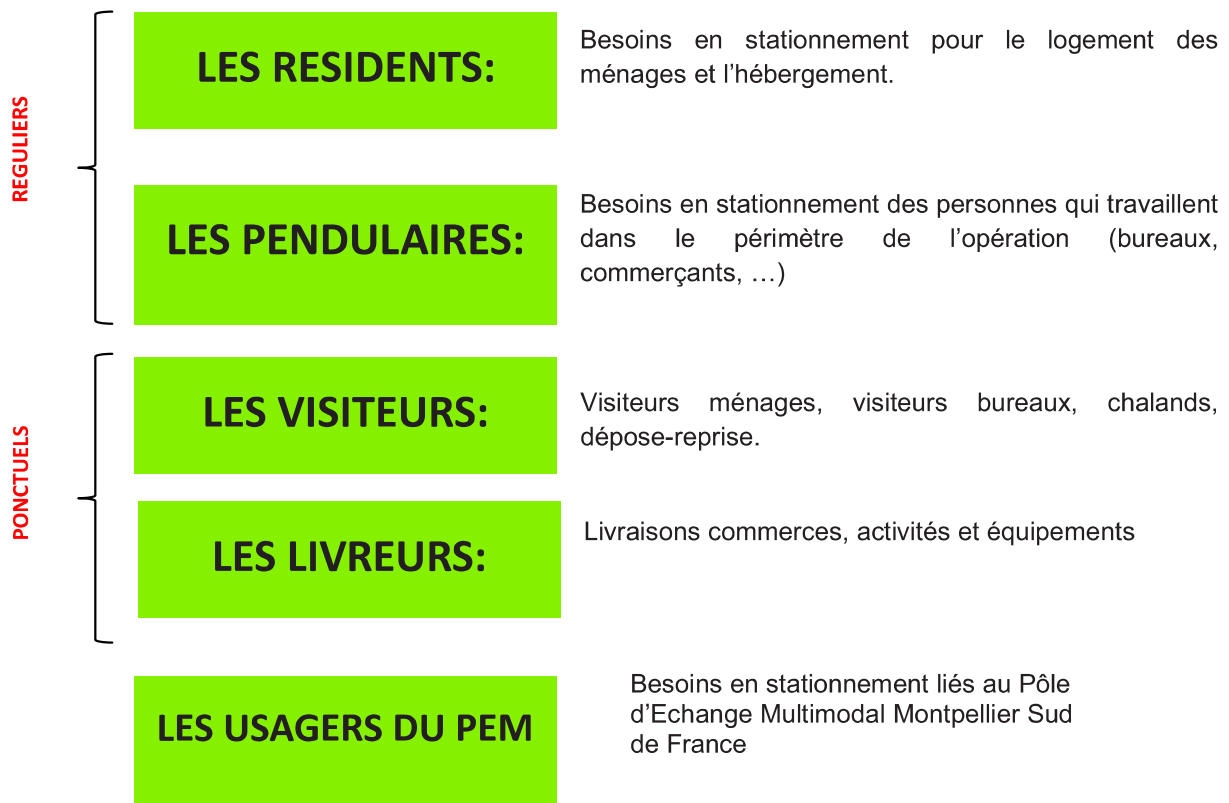 REGULIERS
LES RESIDENTS:
Besoins en stationnement pour le logement des
ménages et l’hébergement.
LES PENDULAIRES:
Besoins en stationnement des personnes qui travaillent
dans le périmètre de l’opération (bureaux,
commerçants, …)
PONCTUELS
LES VISITEURS:
Visiteurs ménages, visiteurs bureaux, chalands,
dépose-reprise.
LES LIVREURS:
Livraisons commerces, activités et équipements
LES USAGERS DU PEM
Besoins en stationnement liés au Pôle
d’Echange Multimodal Montpellier Sud
de France